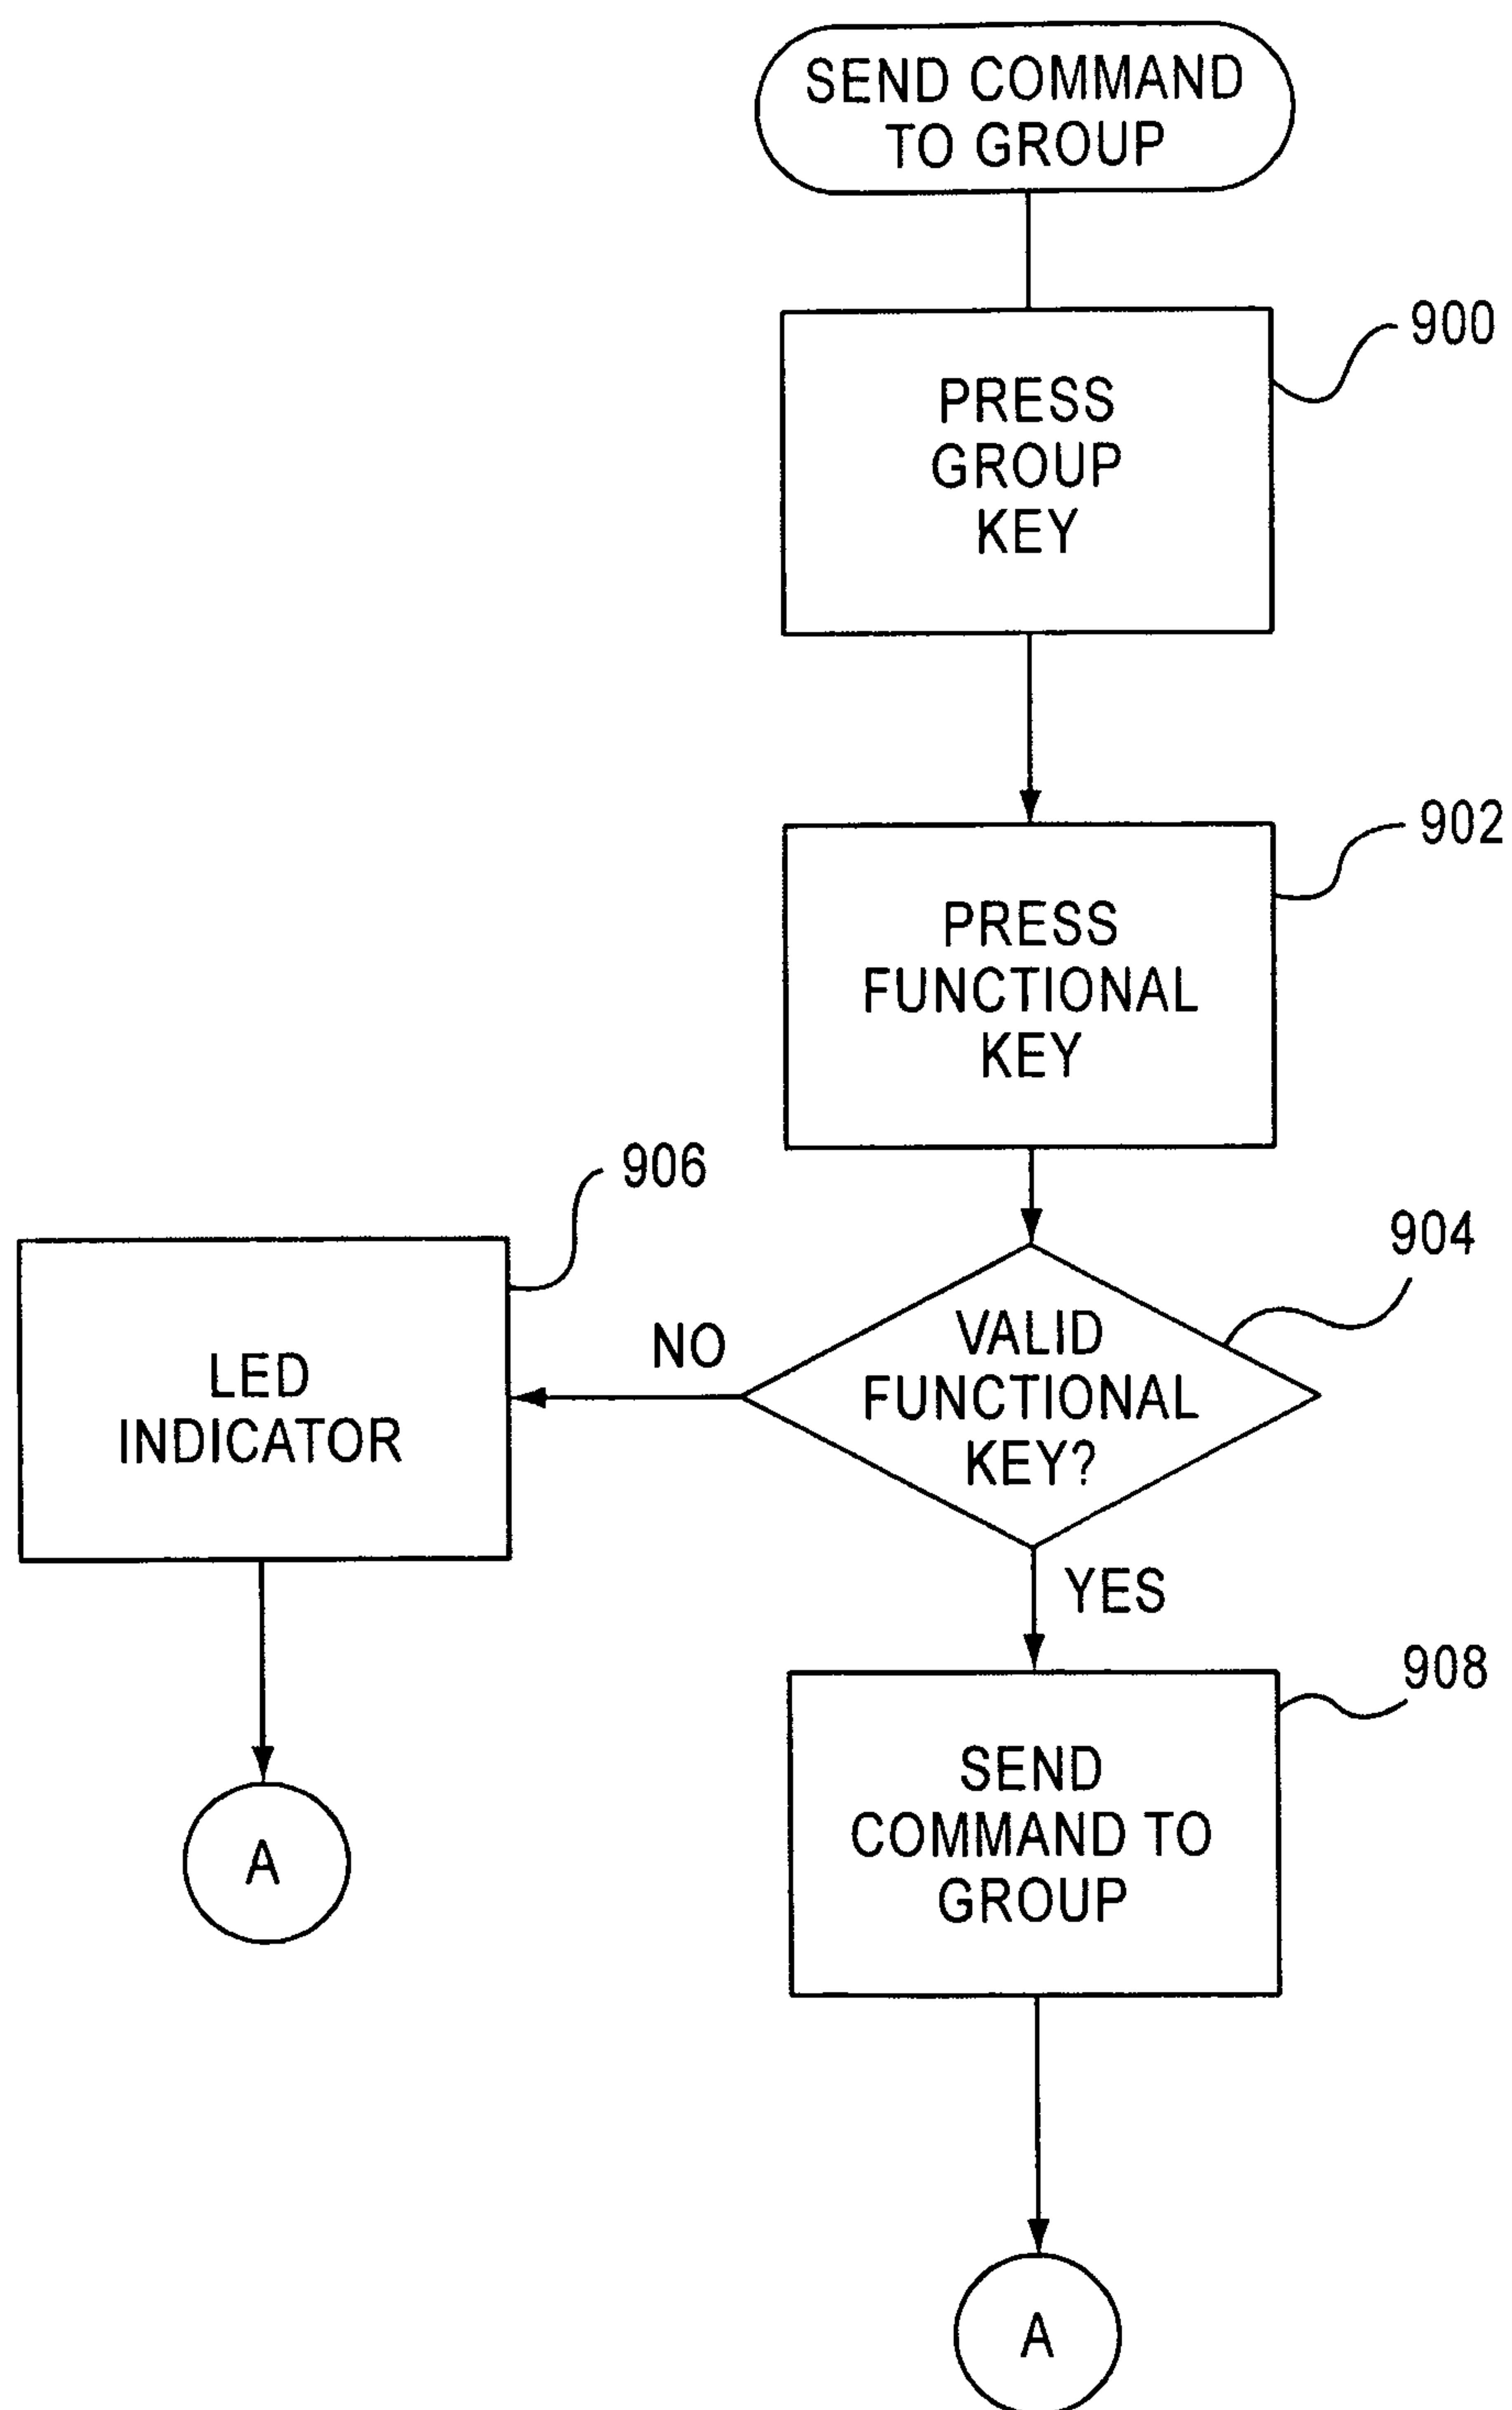 SEND COMMAND
TO GROUP
900
PRESS
GROUP
KEY
902
PRESS
FUNCTIONAL
KEY
906
904
LED
INDICATOR
NO
VALID
FUNCTIONAL
KEY?
YES
908
SEND
COMMAND TO
GROUP
A
A